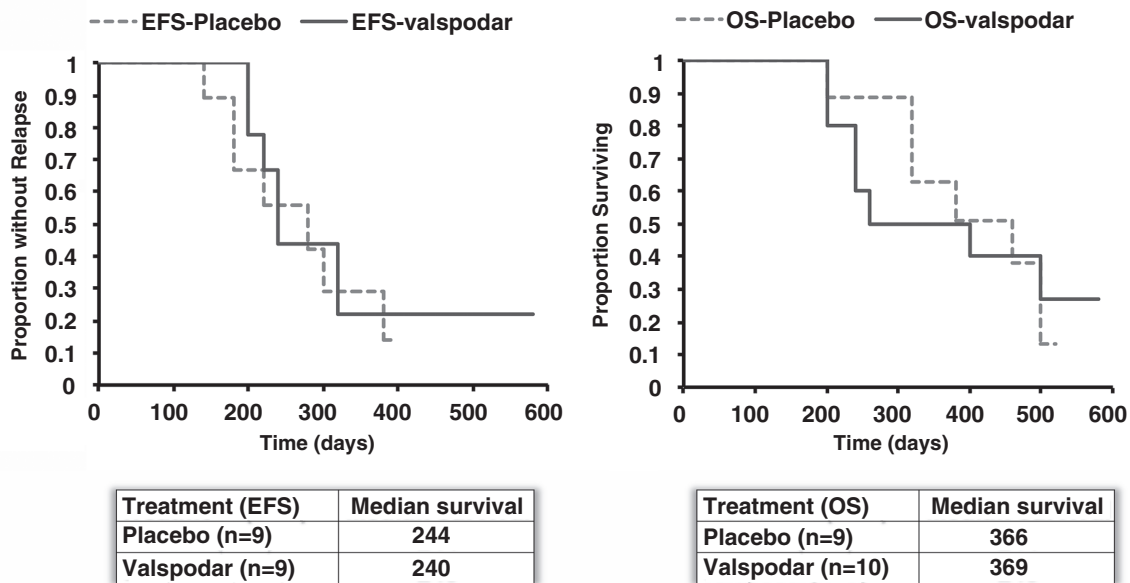 EFS-Placebo EFS-valspodar
Proportion without Relapse
1
0.9
0.8
0.7
0.6
0.5
0.4
0.3
0.2
0.1
0
0 100 200 300 400 500 600
Time (days)
OS-Placebo OS-valspodar
Proportion Surviving
1
0.9
0.8
0.7
0.6
0.5
0.4
0.3
0.2
0.1
0
0 100 200 300 400 500 600
Time (days)
Treatment (EFS) Median survival
Placebo (n=9) 244
Valspodar (n=9) 240
Treatment (OS) Median survival
Placebo (n=9) 366
Valspodar (n=10) 369